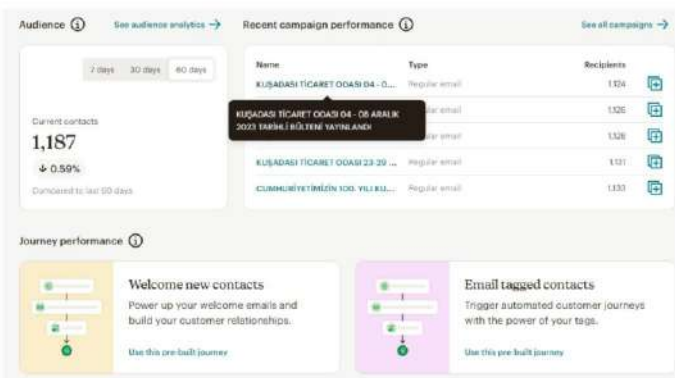 Audience
See audience analytics →
7 days 30 days 60 days
Current contacts
1,187
↓ 0.59%
Compared to last 60 days
Recent campaign performance
See all campaigns →
Name Type Recipients
KUŞADASI TİCARET ODASI 04 - 0... Regular email 1,124
KUŞADASI TİCARET ODASI 04 - 08 ARALIK
2023 TARİHLİ BÜLTENİ YAYINLANDI
Regular email
Regular email
KUŞADASI TİCARET ODASI 23-29 ... Regular email 1,131
CUMHURİYETİMİZİN 100. YILI KU... Regular email 1,133
Journey performance
Welcome new contacts
Power up your welcome emails and
build your customer relationships.
Use this pre-built journey
Email tagged contacts
Trigger automated customer journeys
with the power of your tags.
Use this pre-built journey